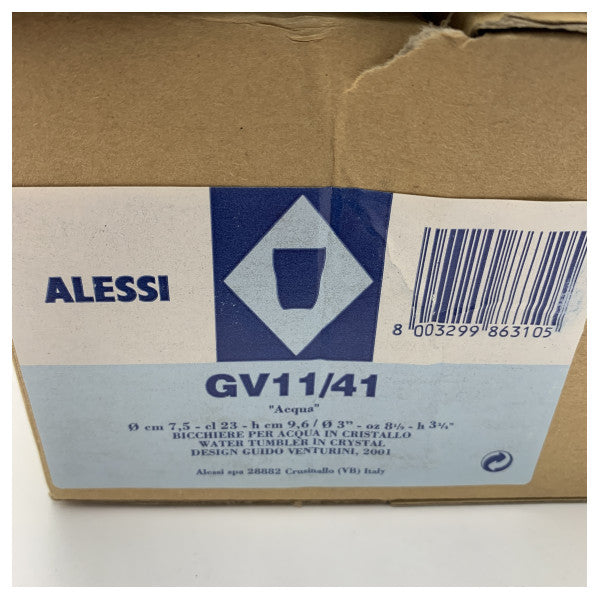 ALESSI
8 003299 863105
GV11/41
"Acqua"
Ø cm 7,5 - cl 23 - h cm 9,6 / Ø 3" - oz - h 3¾"
BICCHIERE PER ACQUA IN CRISTALLO
WATER TUMBLER IN CRYSTAL
DESIGN GUIDO VENTURINI, 2001
Alessi spa 28882 Crusinallo (VB) Italy